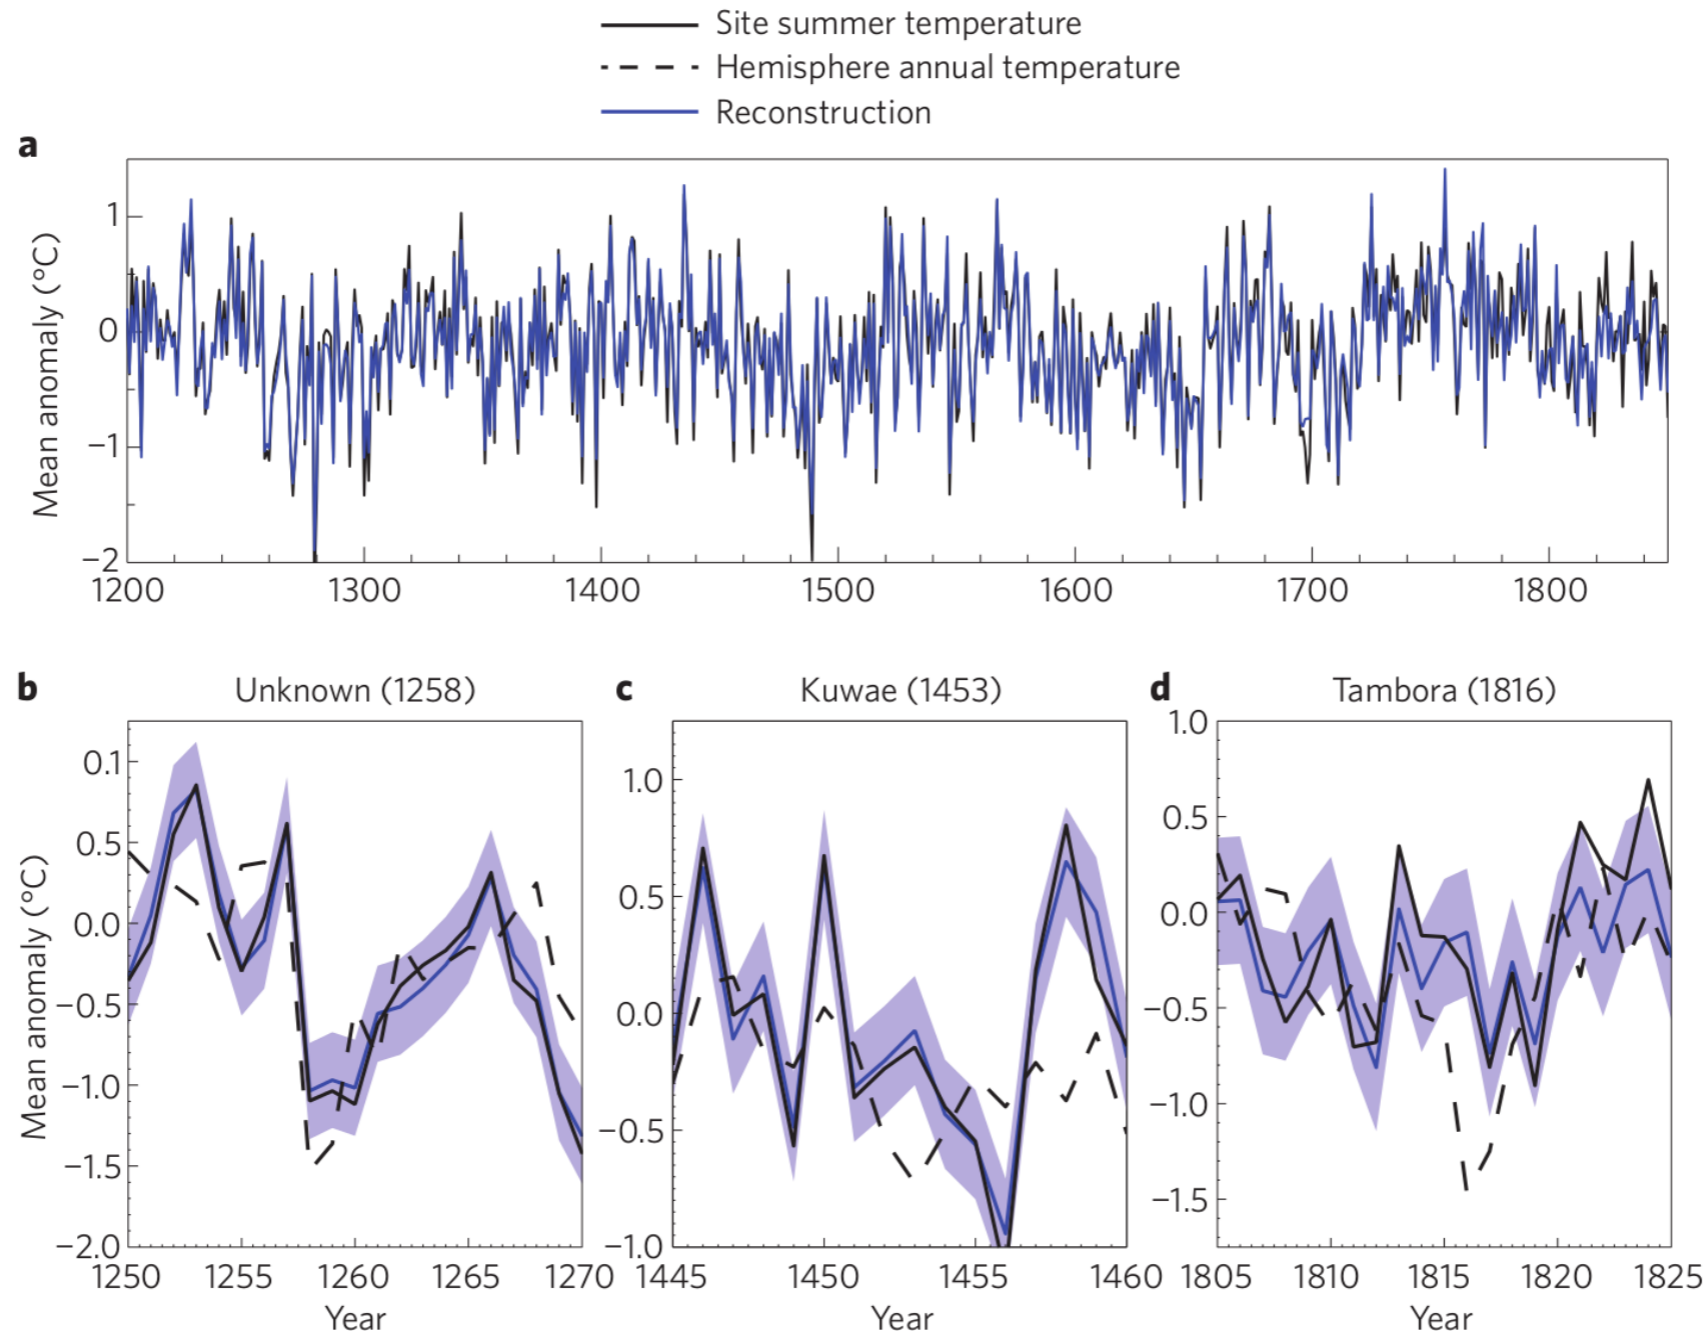 Site summer temperature
Hemisphere annual temperature
Reconstruction
a
Mean anomaly (°C)
1
0
−1
−2
1200 1300 1400 1500 1600 1700 1800
b Unknown (1258)
c Kuwae (1453)
d Tambora (1816)
Mean anomaly (°C)
0.1
0.5
0.0
−0.5
−1.0
−1.5
−2.0
1250 1255 1260 1265 1270
Year
1.0
0.5
0.0
−0.5
−1.0
1445 1450 1455 1460
Year
1.0
0.5
0.0
−0.5
−1.0
−1.5
1805 1810 1815 1820 1825
Year